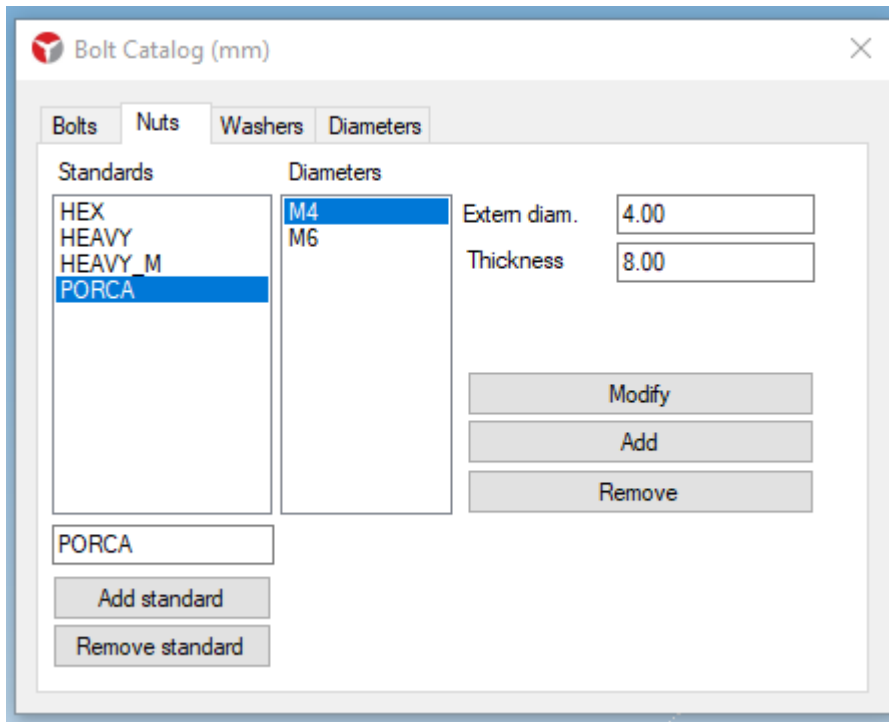 Bolt Catalog (mm)
Bolts Nuts Washers Diameters
Standards Diameters
HEX M4 Extern diam. 4.00
HEAVY M6
HEAVY_M Thickness 8.00
PORCA
Modify
Add
Remove
PORCA
Add standard
Remove standard